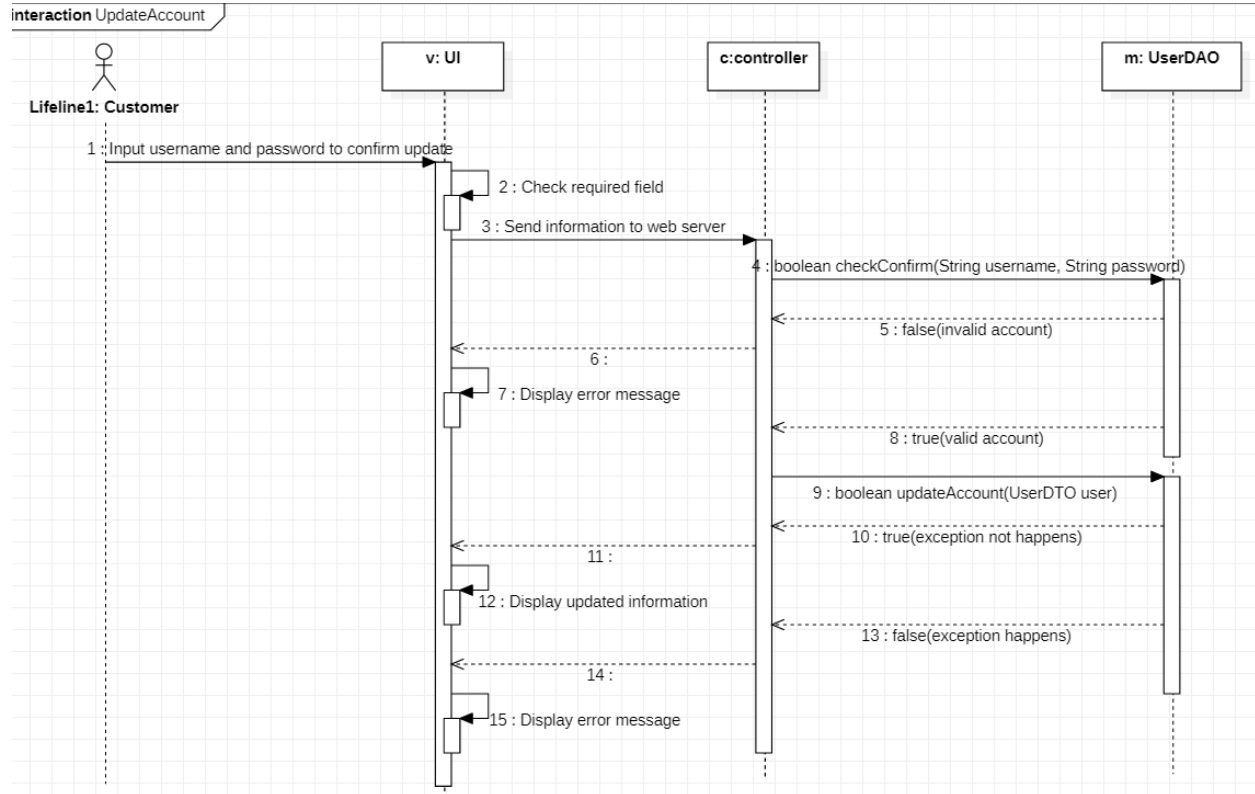 interaction UpdateAccount
v: UI
c:controller
m: UserDAO
Lifeline1: Customer
1 : Input username and password to confirm update
2 : Check required field
3 : Send information to web server
4 : boolean checkConfirm(String username, String password)
5 : false(invalid account)
6 :
7 : Display error message
8 : true(valid account)
9 : boolean updateAccount(UserDTO user)
10 : true(exception not happens)
11 :
12 : Display updated information
13 : false(exception happens)
14 :
15 : Display error message